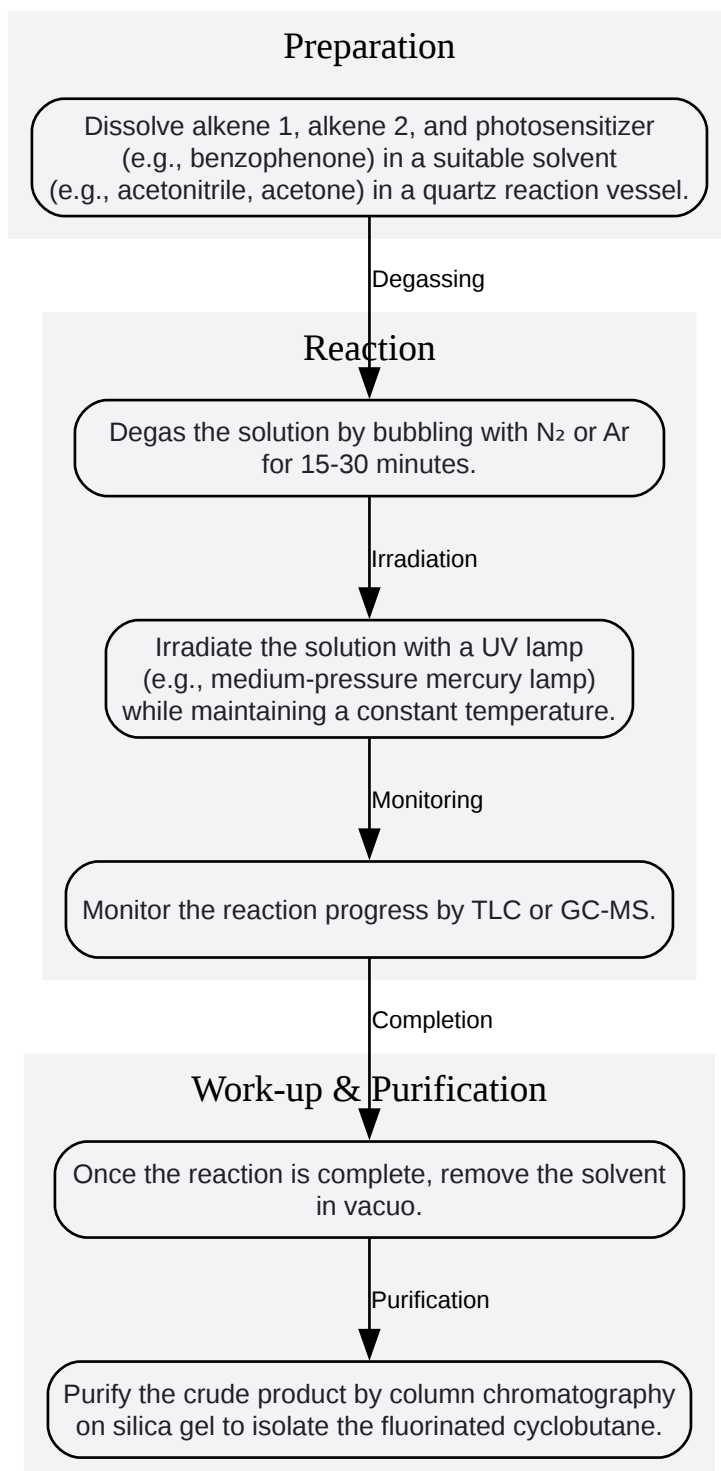 Preparation
Dissolve alkene 1, alkene 2, and photosensitizer
(e.g., benzophenone) in a suitable solvent
(e.g., acetonitrile, acetone) in a quartz reaction vessel.
Degassing
Reaction
Degas the solution by bubbling with N₂ or Ar
for 15-30 minutes.
Irradiation
Irradiate the solution with a UV lamp
(e.g., medium-pressure mercury lamp)
while maintaining a constant temperature.
Monitoring
Monitor the reaction progress by TLC or GC-MS.
Completion
Work-up & Purification
Once the reaction is complete, remove the solvent
in vacuo.
Purification
Purify the crude product by column chromatography
on silica gel to isolate the fluorinated cyclobutane.